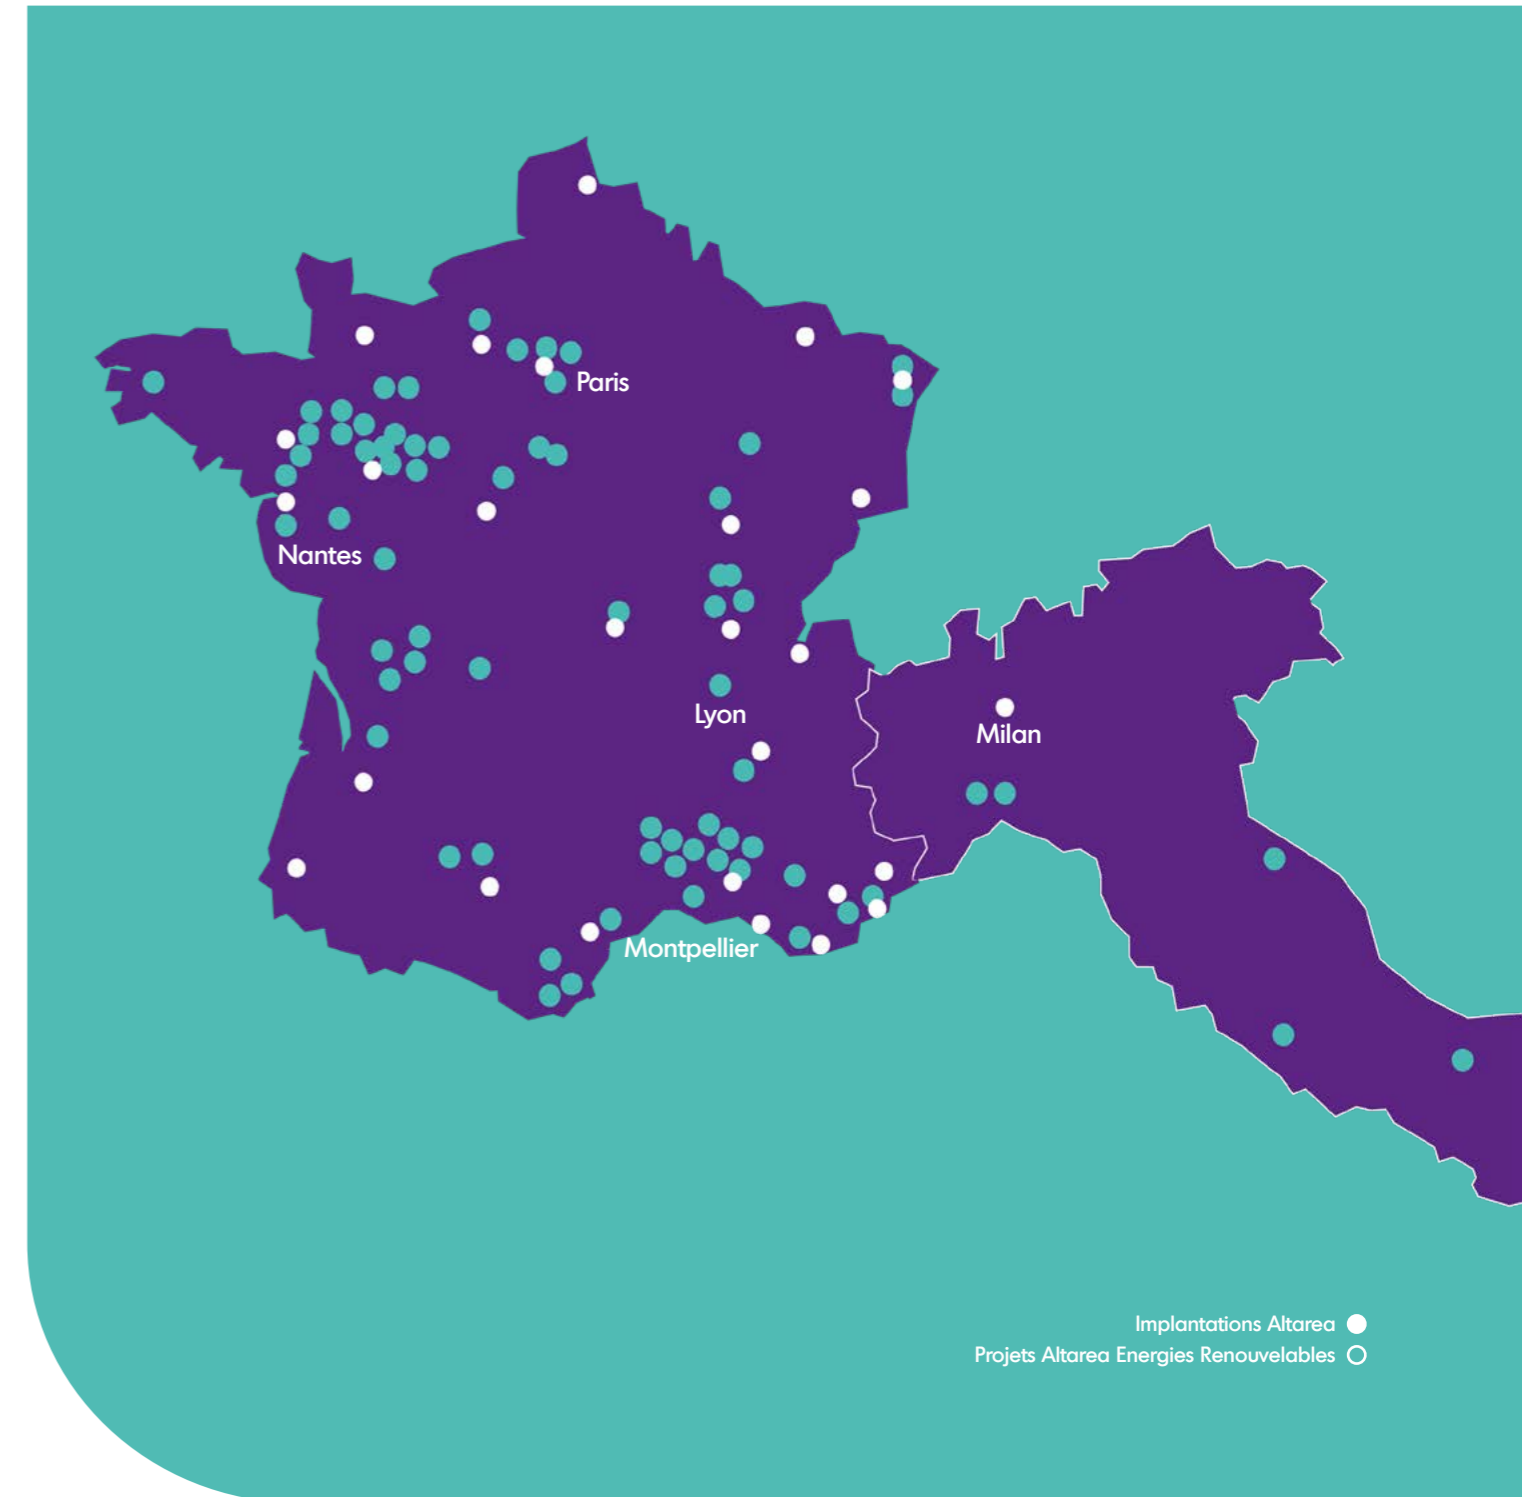 Paris
Nantes
Lyon
Milan
Montpellier
Implantations Altarea
Projets Altarea Energies Renouvelables